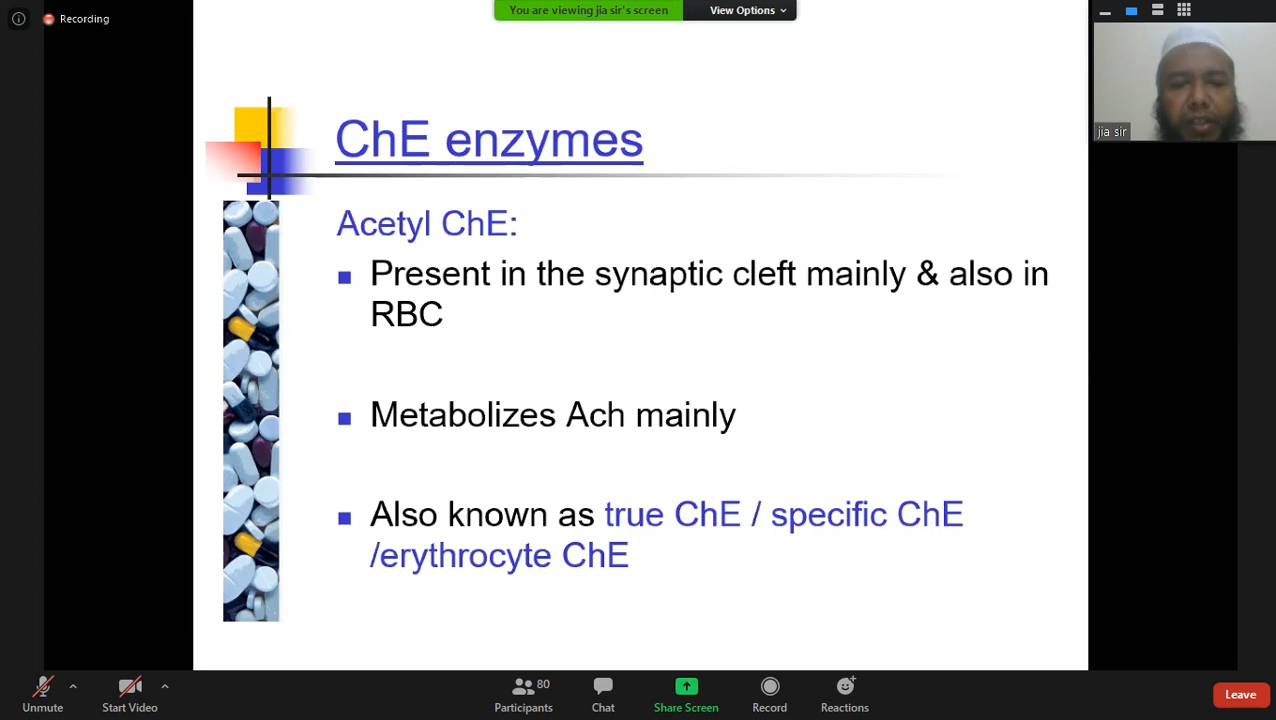 Recording
You are viewing jia sir's screen
View Options
jia sir
ChE enzymes
Acetyl ChE:
Present in the synaptic cleft mainly & also in
RBC
Metabolizes Ach mainly
Also known as true ChE / specific ChE
/erythrocyte ChE
Unmute
Start Video
80
Participants
Chat
Share Screen
Record
Reactions
Leave